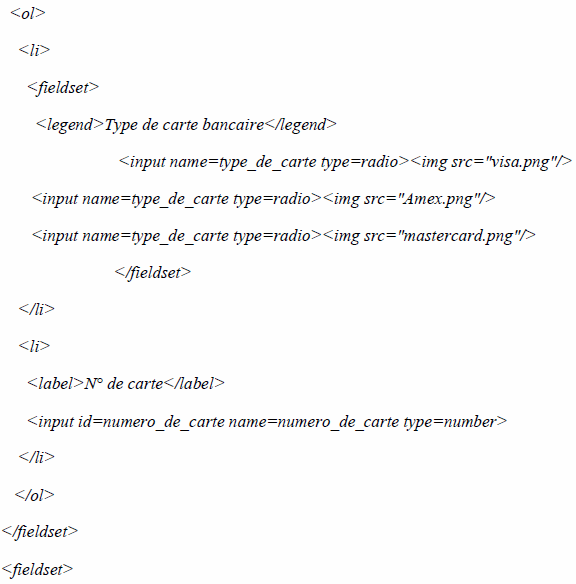 <ol>
<li>
<fieldset>
<legend>Type de carte bancaire</legend>
<input name=type_de_carte type=radio><img src="visa.png"/>
<input name=type_de_carte type=radio><img src="Amex.png"/>
<input name=type_de_carte type=radio><img src="mastercard.png"/>
</fieldset>
</li>
<li>
<label>N° de carte</label>
<input id=numero_de_carte name=numero_de_carte type=number>
</li>
</ol>
</fieldset>
<fieldset>